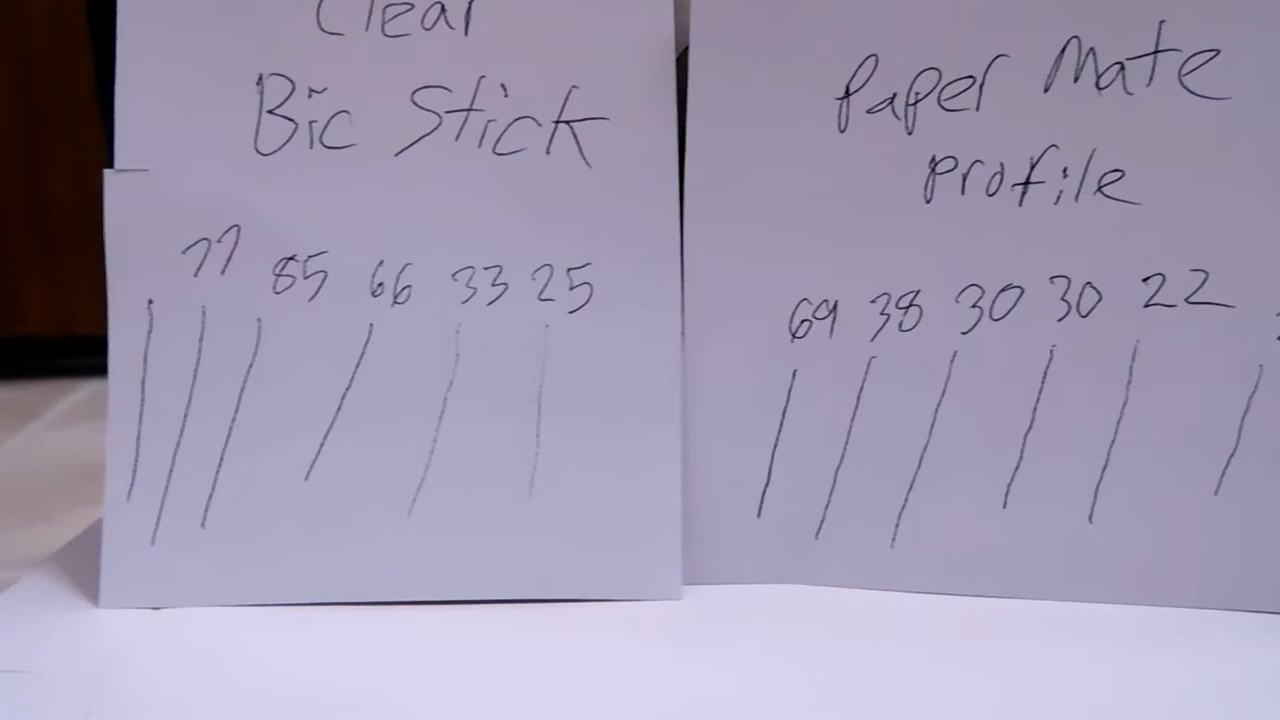 Clear
Bic Stick
77 85 66 33 25
Paper Mate
Profile
69 38 30 30 22